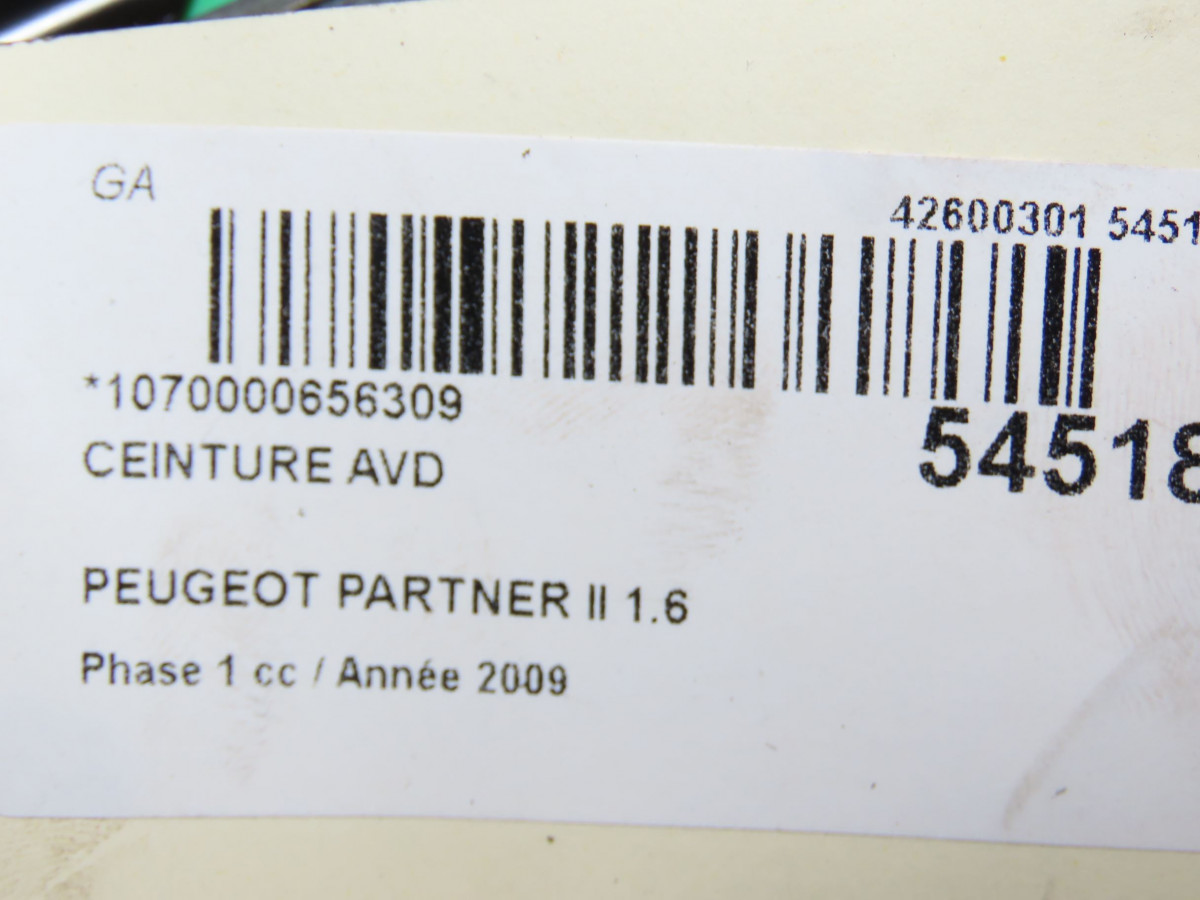 GA
42600301 5451
*1070000656309
CEINTURE AVD
54518
PEUGEOT PARTNER II 1.6
Phase 1 cc / Année 2009